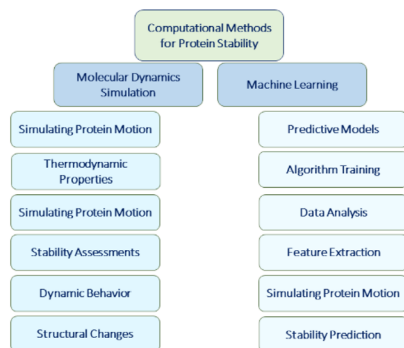 Computational Methods
for Protein Stability
Molecular Dynamics
Simulation
Machine Learning
Simulating Protein Motion
Predictive Models
Thermodynamic
Properties
Algorithm Training
Simulating Protein Motion
Data Analysis
Stability Assessments
Feature Extraction
Dynamic Behavior
Simulating Protein Motion
Structural Changes
Stability Prediction